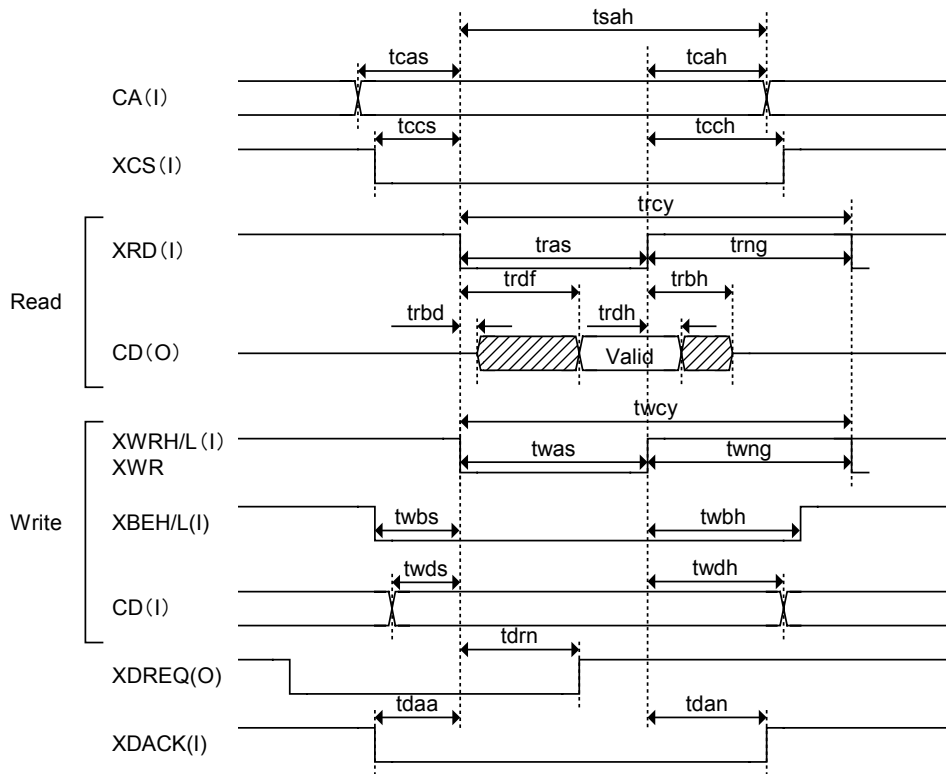 tsah
tcas tcah
CA(I)
tccs tcch
XCS(I)
trcy
XRD(I) tras trng
Read
trdf trbh
trbd trdh
CD(O) Valid
twcy
XWRH/L(I)
XWR twas twng
Write
XBEH/L(I) twbs twbh
twds twdh
CD(I)
tdrn
XDREQ(O)
tdaa tdan
XDACK(I)